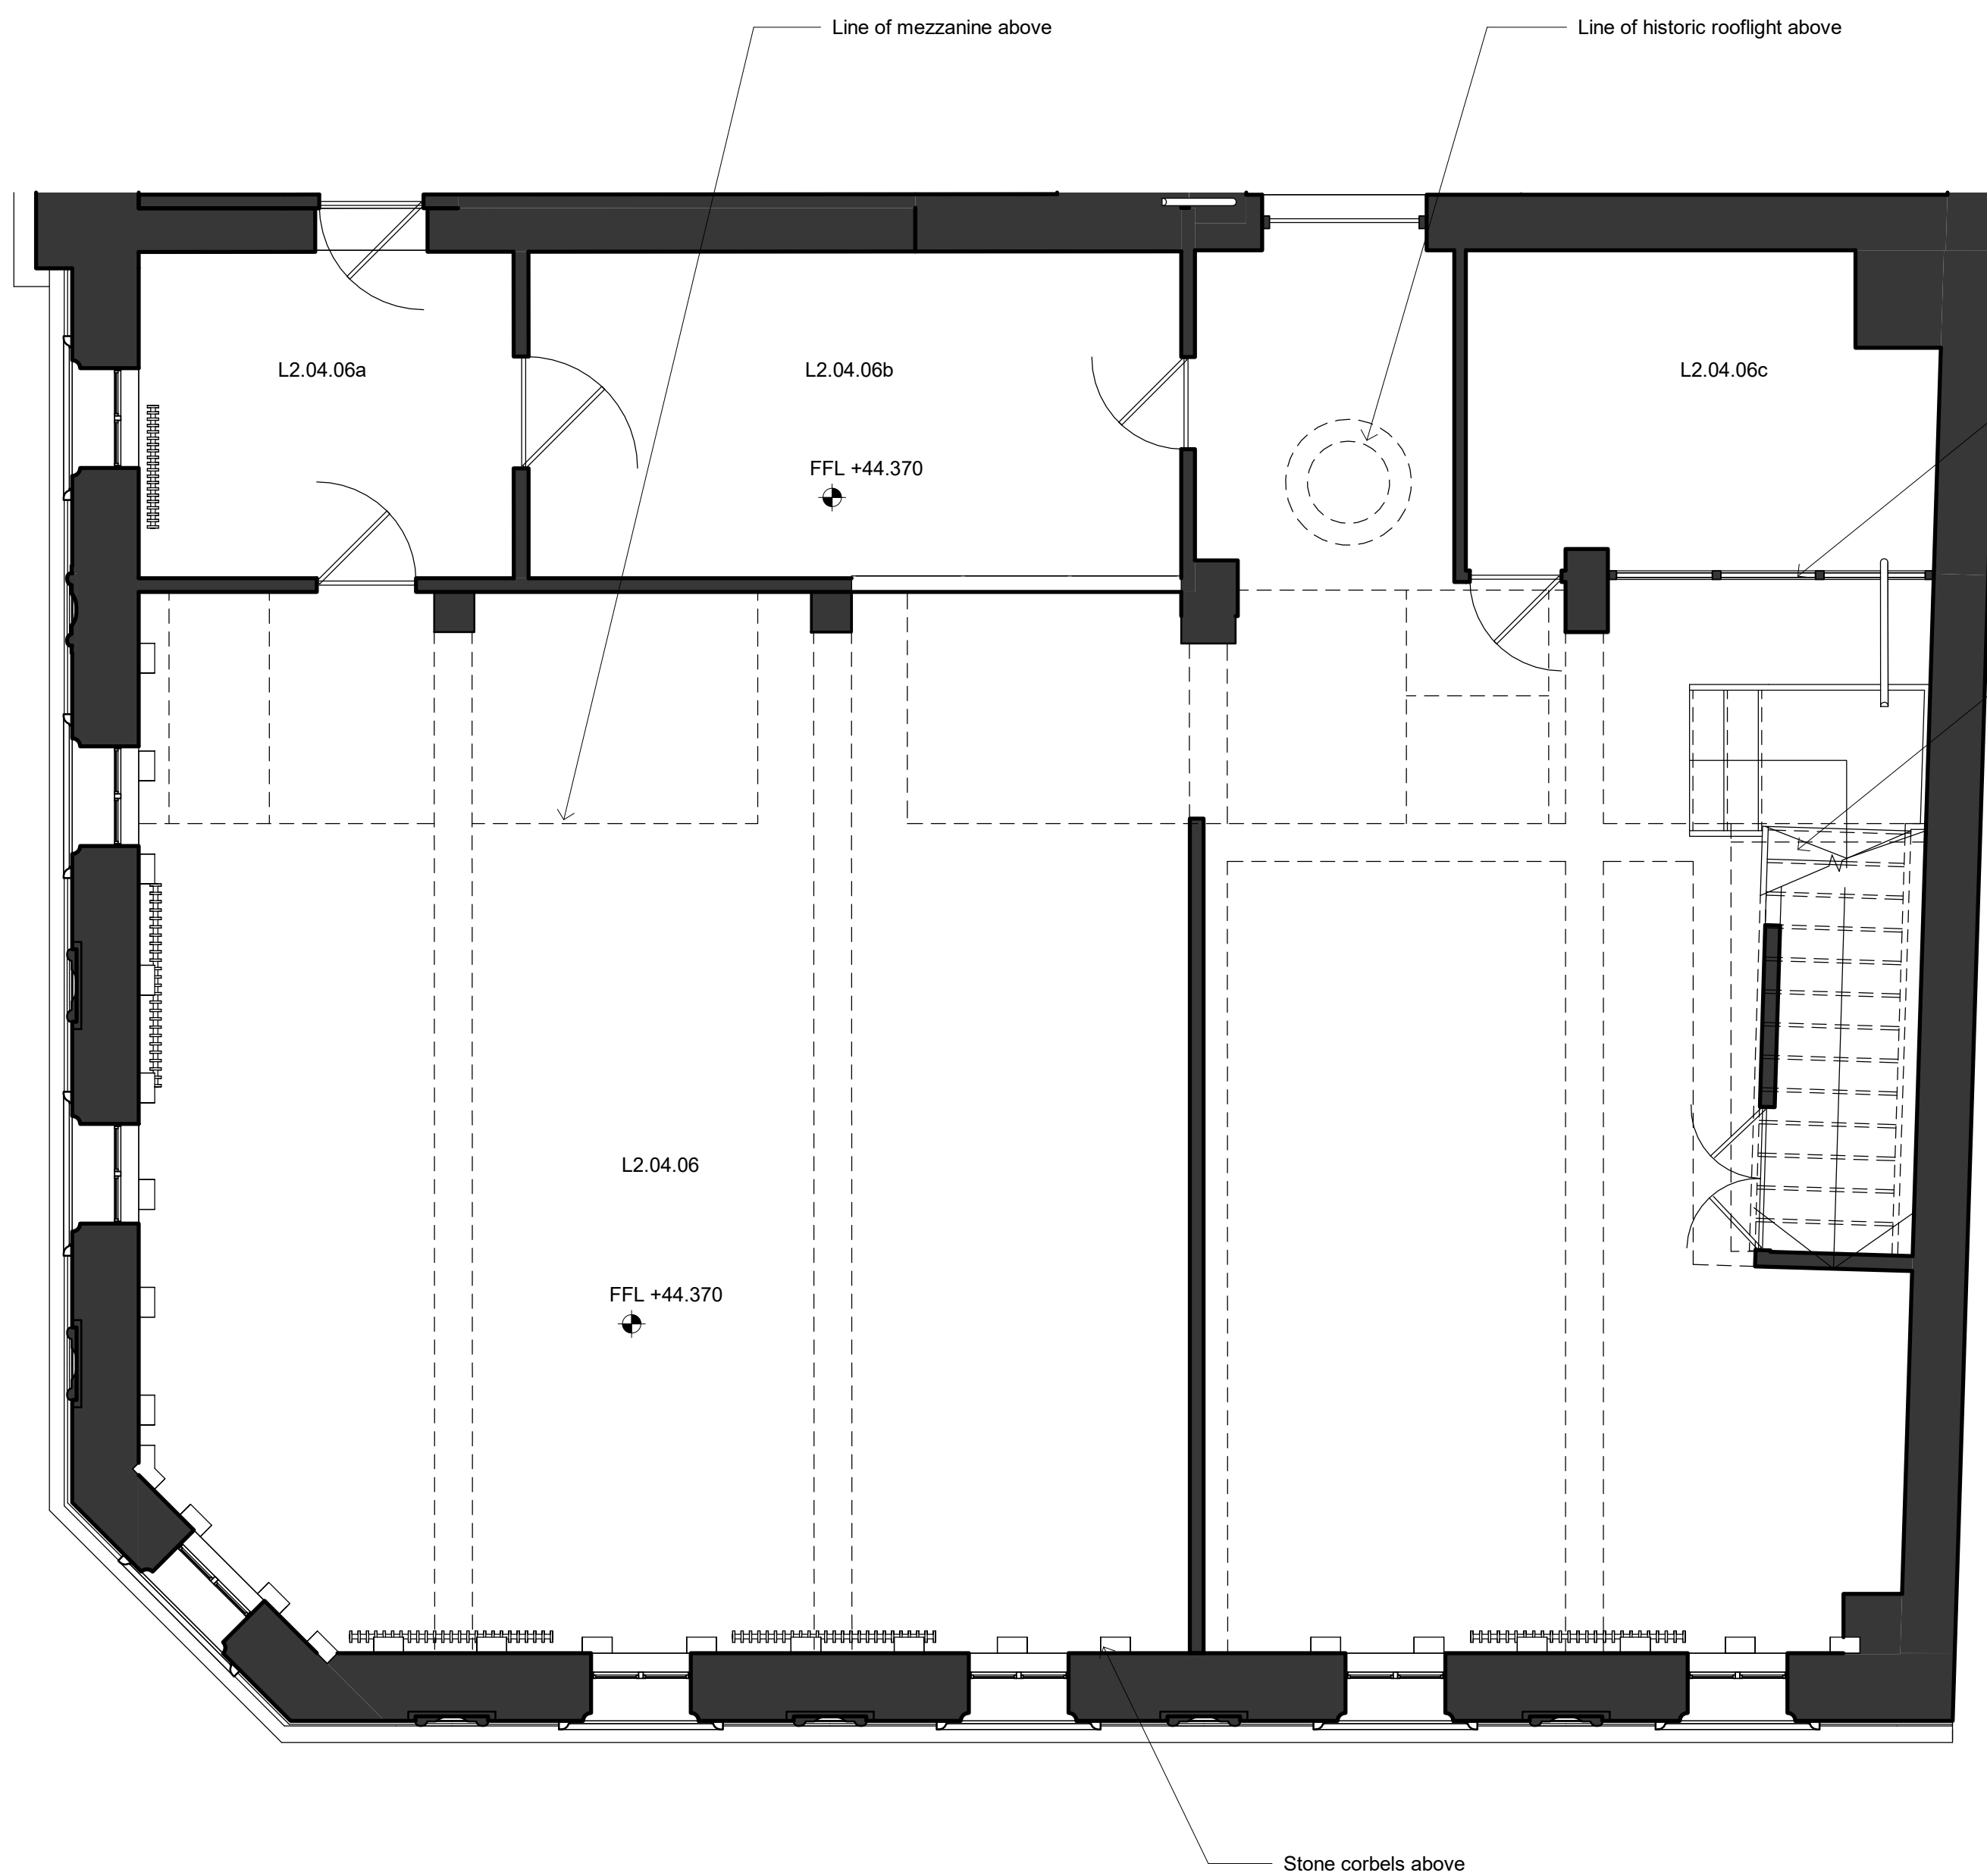 Line of mezzanine above
Line of historic rooflight above
L2.04.06a
L2.04.06b
L2.04.06c
FFL +44.370
L2.04.06
FFL +44.370
Stone corbels above